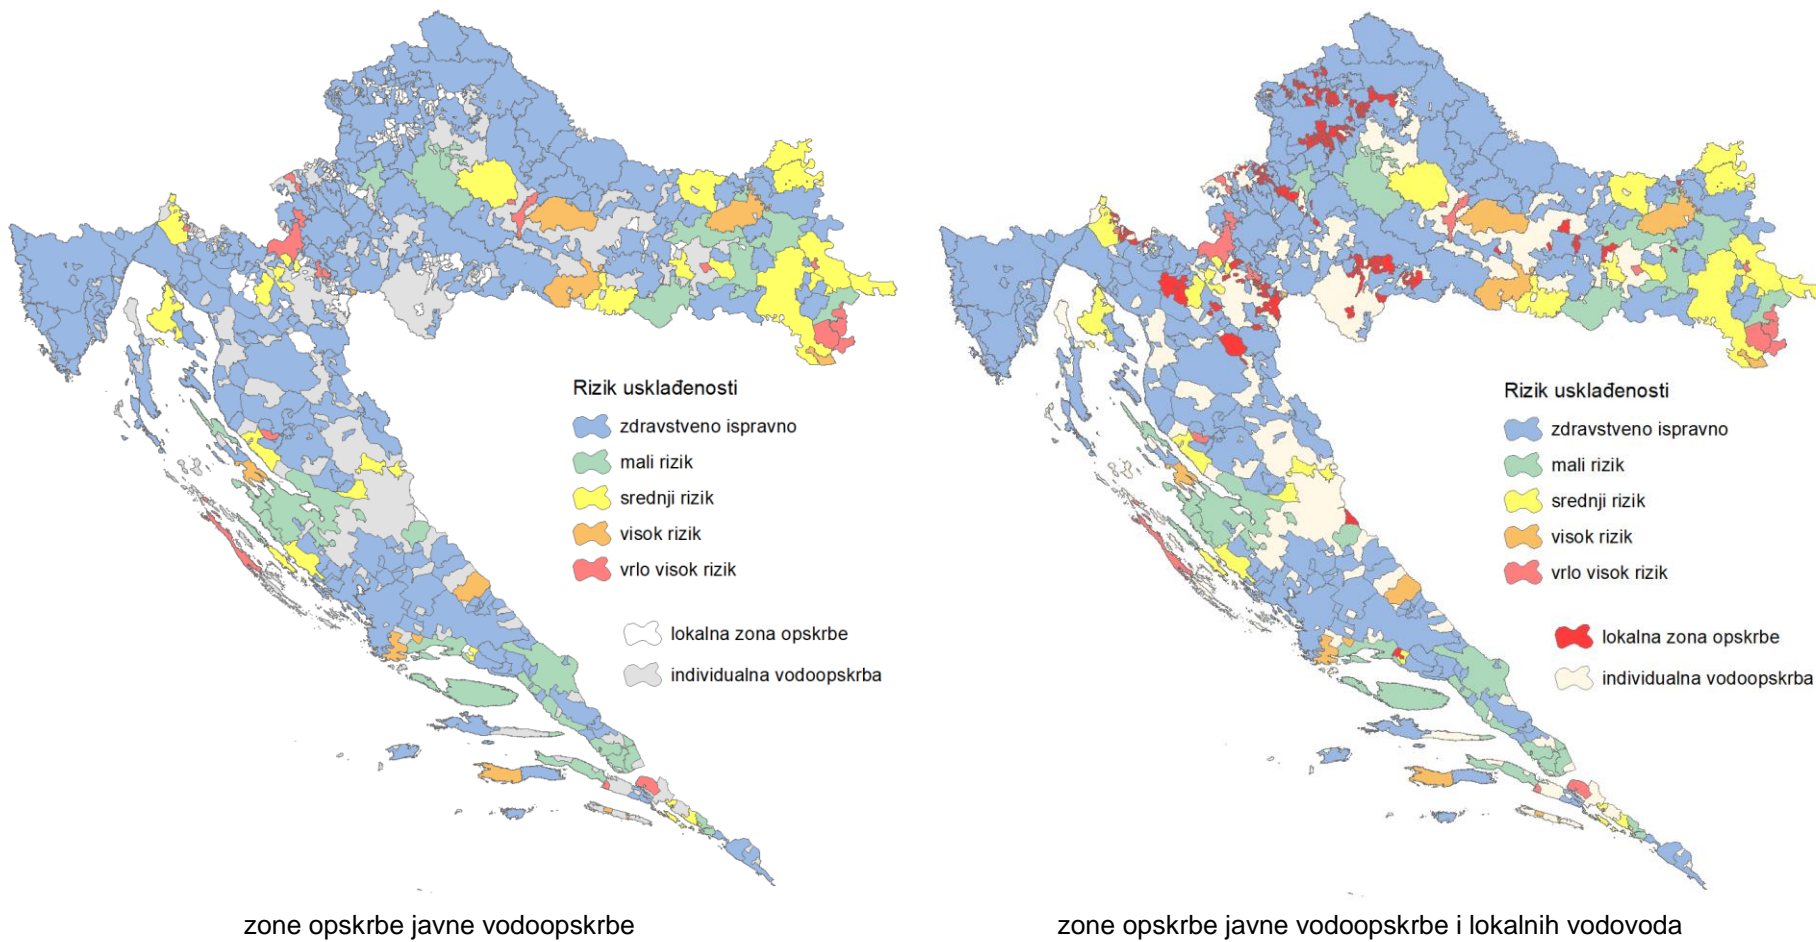 Rizik usklađenosti
zdravstveno ispravno
mali rizik
srednji rizik
visok rizik
vrlo visok rizik
lokalna zona opskrbe
individualna vodoopskrba
zone opskrbe javne vodoopskrbe
Rizik usklađenosti
zdravstveno ispravno
mali rizik
srednji rizik
visok rizik
vrlo visok rizik
lokalna zona opskrbe
individualna vodoopskrba
zone opskrbe javne vodoopskrbe i lokalnih vodovoda